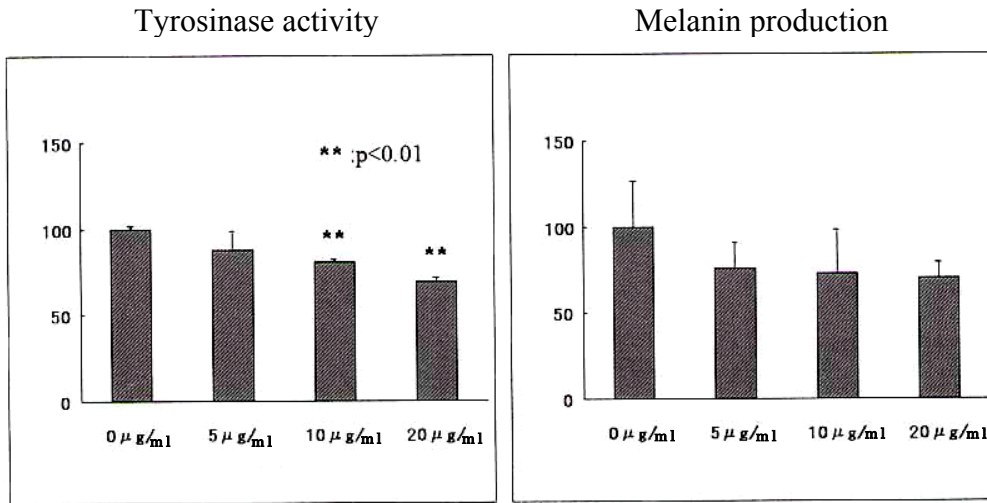 Tyrosinase activity
150
** :p<0.01
100
**
**
50
0
0 μg/ml 5 μg/ml 10 μg/ml 20 μg/ml
Melanin production
150
100
50
0
0 μg/ml 5 μg/ml 10 μg/ml 20 μg/ml